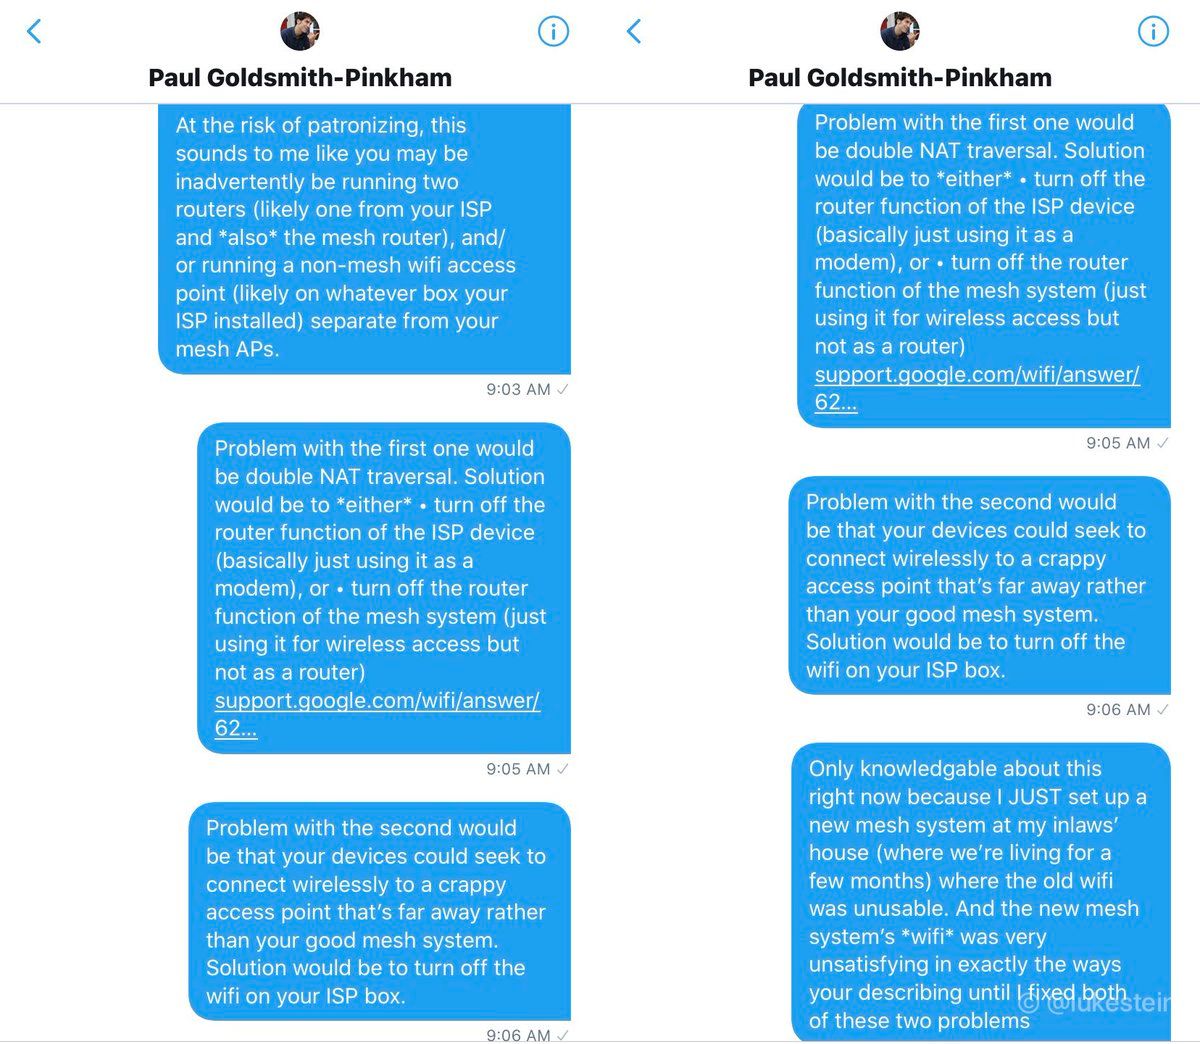 Paul Goldsmith-Pinkham
At the risk of patronizing, this
sounds to me like you may be
inadvertently be running two
routers (likely one from your ISP
and *also* the mesh router), and/
or running a non-mesh wifi access
point (likely on whatever box your
ISP installed) separate from your
mesh APs.
9:03 AM ✓
Problem with the first one would
be double NAT traversal. Solution
would be to *either* • turn off the
router function of the ISP device
(basically just using it as a
modem), or • turn off the router
function of the mesh system (just
using it for wireless access but
not as a router)
support.google.com/wifi/answer/
62...
9:05 AM ✓
Problem with the second would
be that your devices could seek to
connect wirelessly to a crappy
access point that's far away rather
than your good mesh system.
Solution would be to turn off the
wifi on your ISP box.
9:06 AM ✓
Paul Goldsmith-Pinkham
Problem with the first one would
be double NAT traversal. Solution
would be to *either* • turn off the
router function of the ISP device
(basically just using it as a
modem), or • turn off the router
function of the mesh system (just
using it for wireless access but
not as a router)
support.google.com/wifi/answer/
62...
9:05 AM ✓
Problem with the second would
be that your devices could seek to
connect wirelessly to a crappy
access point that's far away rather
than your good mesh system.
Solution would be to turn off the
wifi on your ISP box.
9:06 AM ✓
Only knowledgable about this
right now because I JUST set up a
new mesh system at my inlaws'
house (where we're living for a
few months) where the old wifi
was unusable. And the new mesh
system's *wifi* was very
unsatisfying in exactly the ways
your describing until I fixed both
of these two problems
© @lukestein